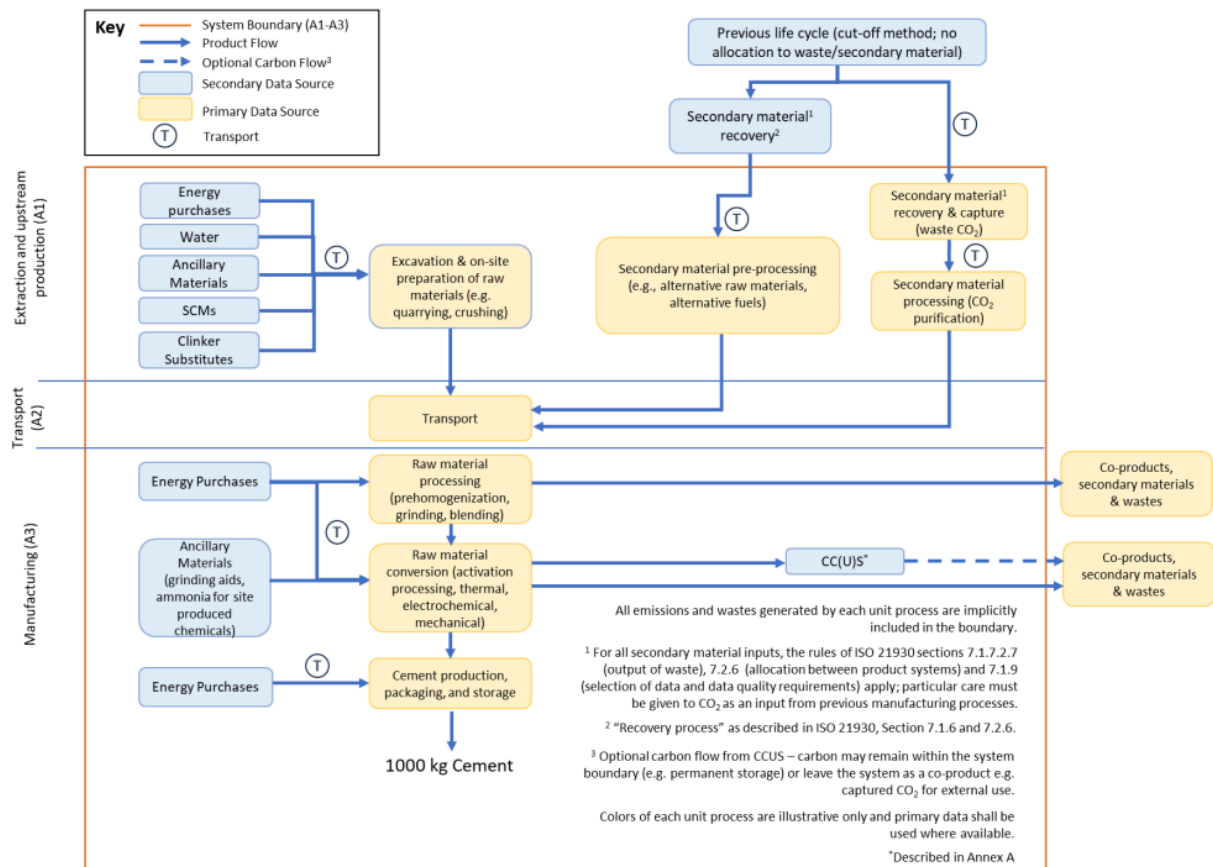 Key
System Boundary (A1-A3)
Product Flow
Optional Carbon Flow³
Secondary Data Source
Primary Data Source
T
Transport
Previous life cycle (cut-off method; no
allocation to waste/secondary material)
Secondary material¹
recovery²
T
Extraction and upstream
production (A1)
Energy
purchases
Water
Ancillary
Materials
SCMs
Clinker
Substitutes
T
Excavation & on-site
preparation of raw
materials (e.g.
quarrying, crushing)
T
Secondary material pre-processing
(e.g., alternative raw materials,
alternative fuels)
Secondary material¹
recovery & capture
(waste CO₂)
T
Secondary material
processing (CO₂
purification)
Transport
(A2)
Transport
Manufacturing (A3)
Energy Purchases
Raw material
processing
(prehomogenization,
grinding, blending)
Co-products,
secondary materials
& wastes
T
Ancillary
Materials
(grinding aids,
ammonia for site
produced
chemicals)
Raw material
conversion (activation
processing, thermal,
electrochemical,
mechanical)
CC(U)S*
Co-products,
secondary materials
& wastes
Energy Purchases
T
Cement production,
packaging, and storage
1000 kg Cement
All emissions and wastes generated by each unit process are implicitly
included in the boundary.
¹ For all secondary material inputs, the rules of ISO 21930 sections 7.1.7.2.7
(output of waste), 7.2.6 (allocation between product systems) and 7.1.9
(selection of data and data quality requirements) apply; particular care must
be given to CO₂ as an input from previous manufacturing processes.
² “Recovery process” as described in ISO 21930, Section 7.1.6 and 7.2.6.
³ Optional carbon flow from CCUS – carbon may remain within the system
boundary (e.g. permanent storage) or leave the system as a co-product e.g.
captured CO₂ for external use.
Colors of each unit process are illustrative only and primary data shall be
used where available.
*Described in Annex A